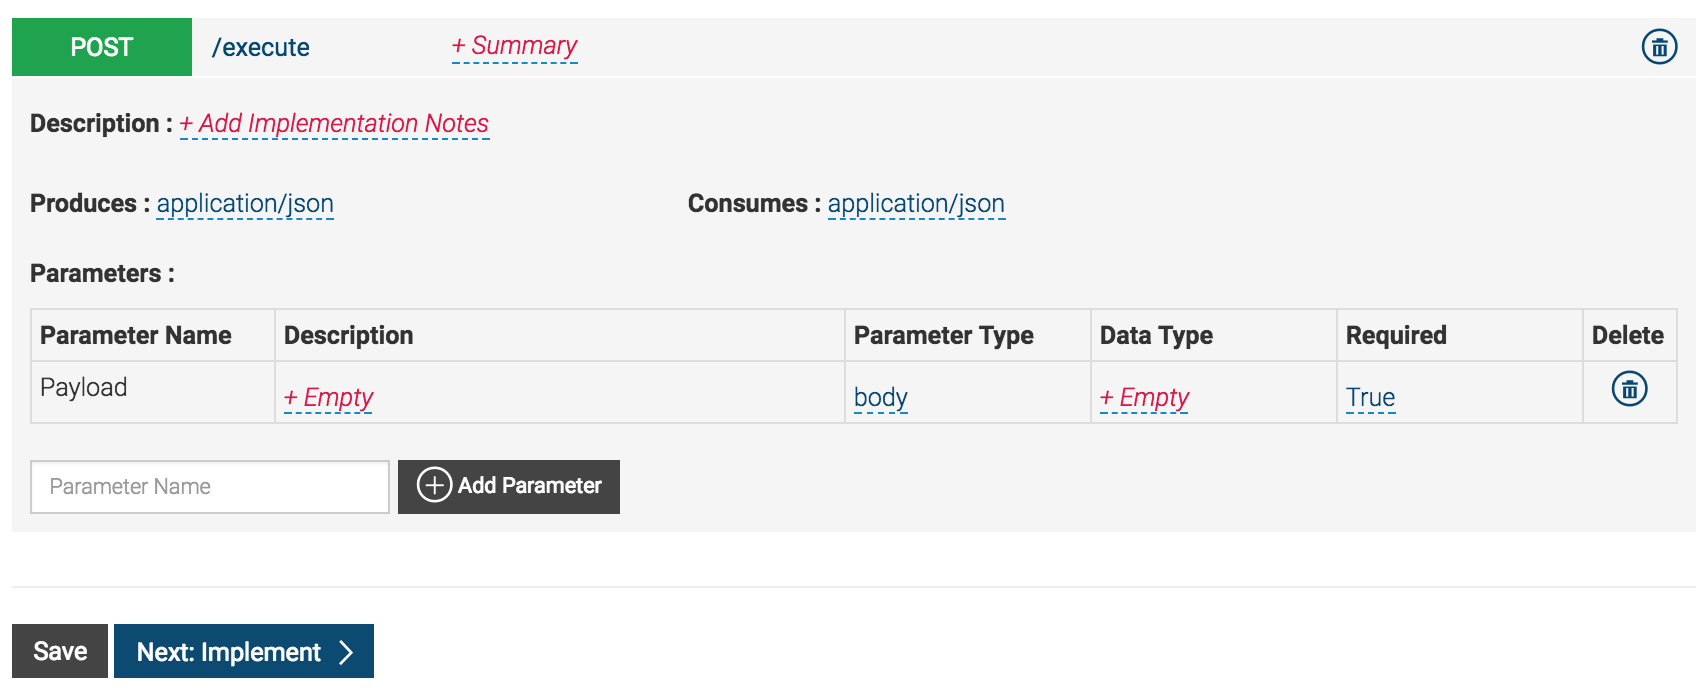 POST /execute + Summary
Description : + Add Implementation Notes
Produces : application/json Consumes : application/json
Parameters :
Parameter Name Description Parameter Type Data Type Required Delete
Payload + Empty body + Empty True
Parameter Name Add Parameter
Save Next: Implement